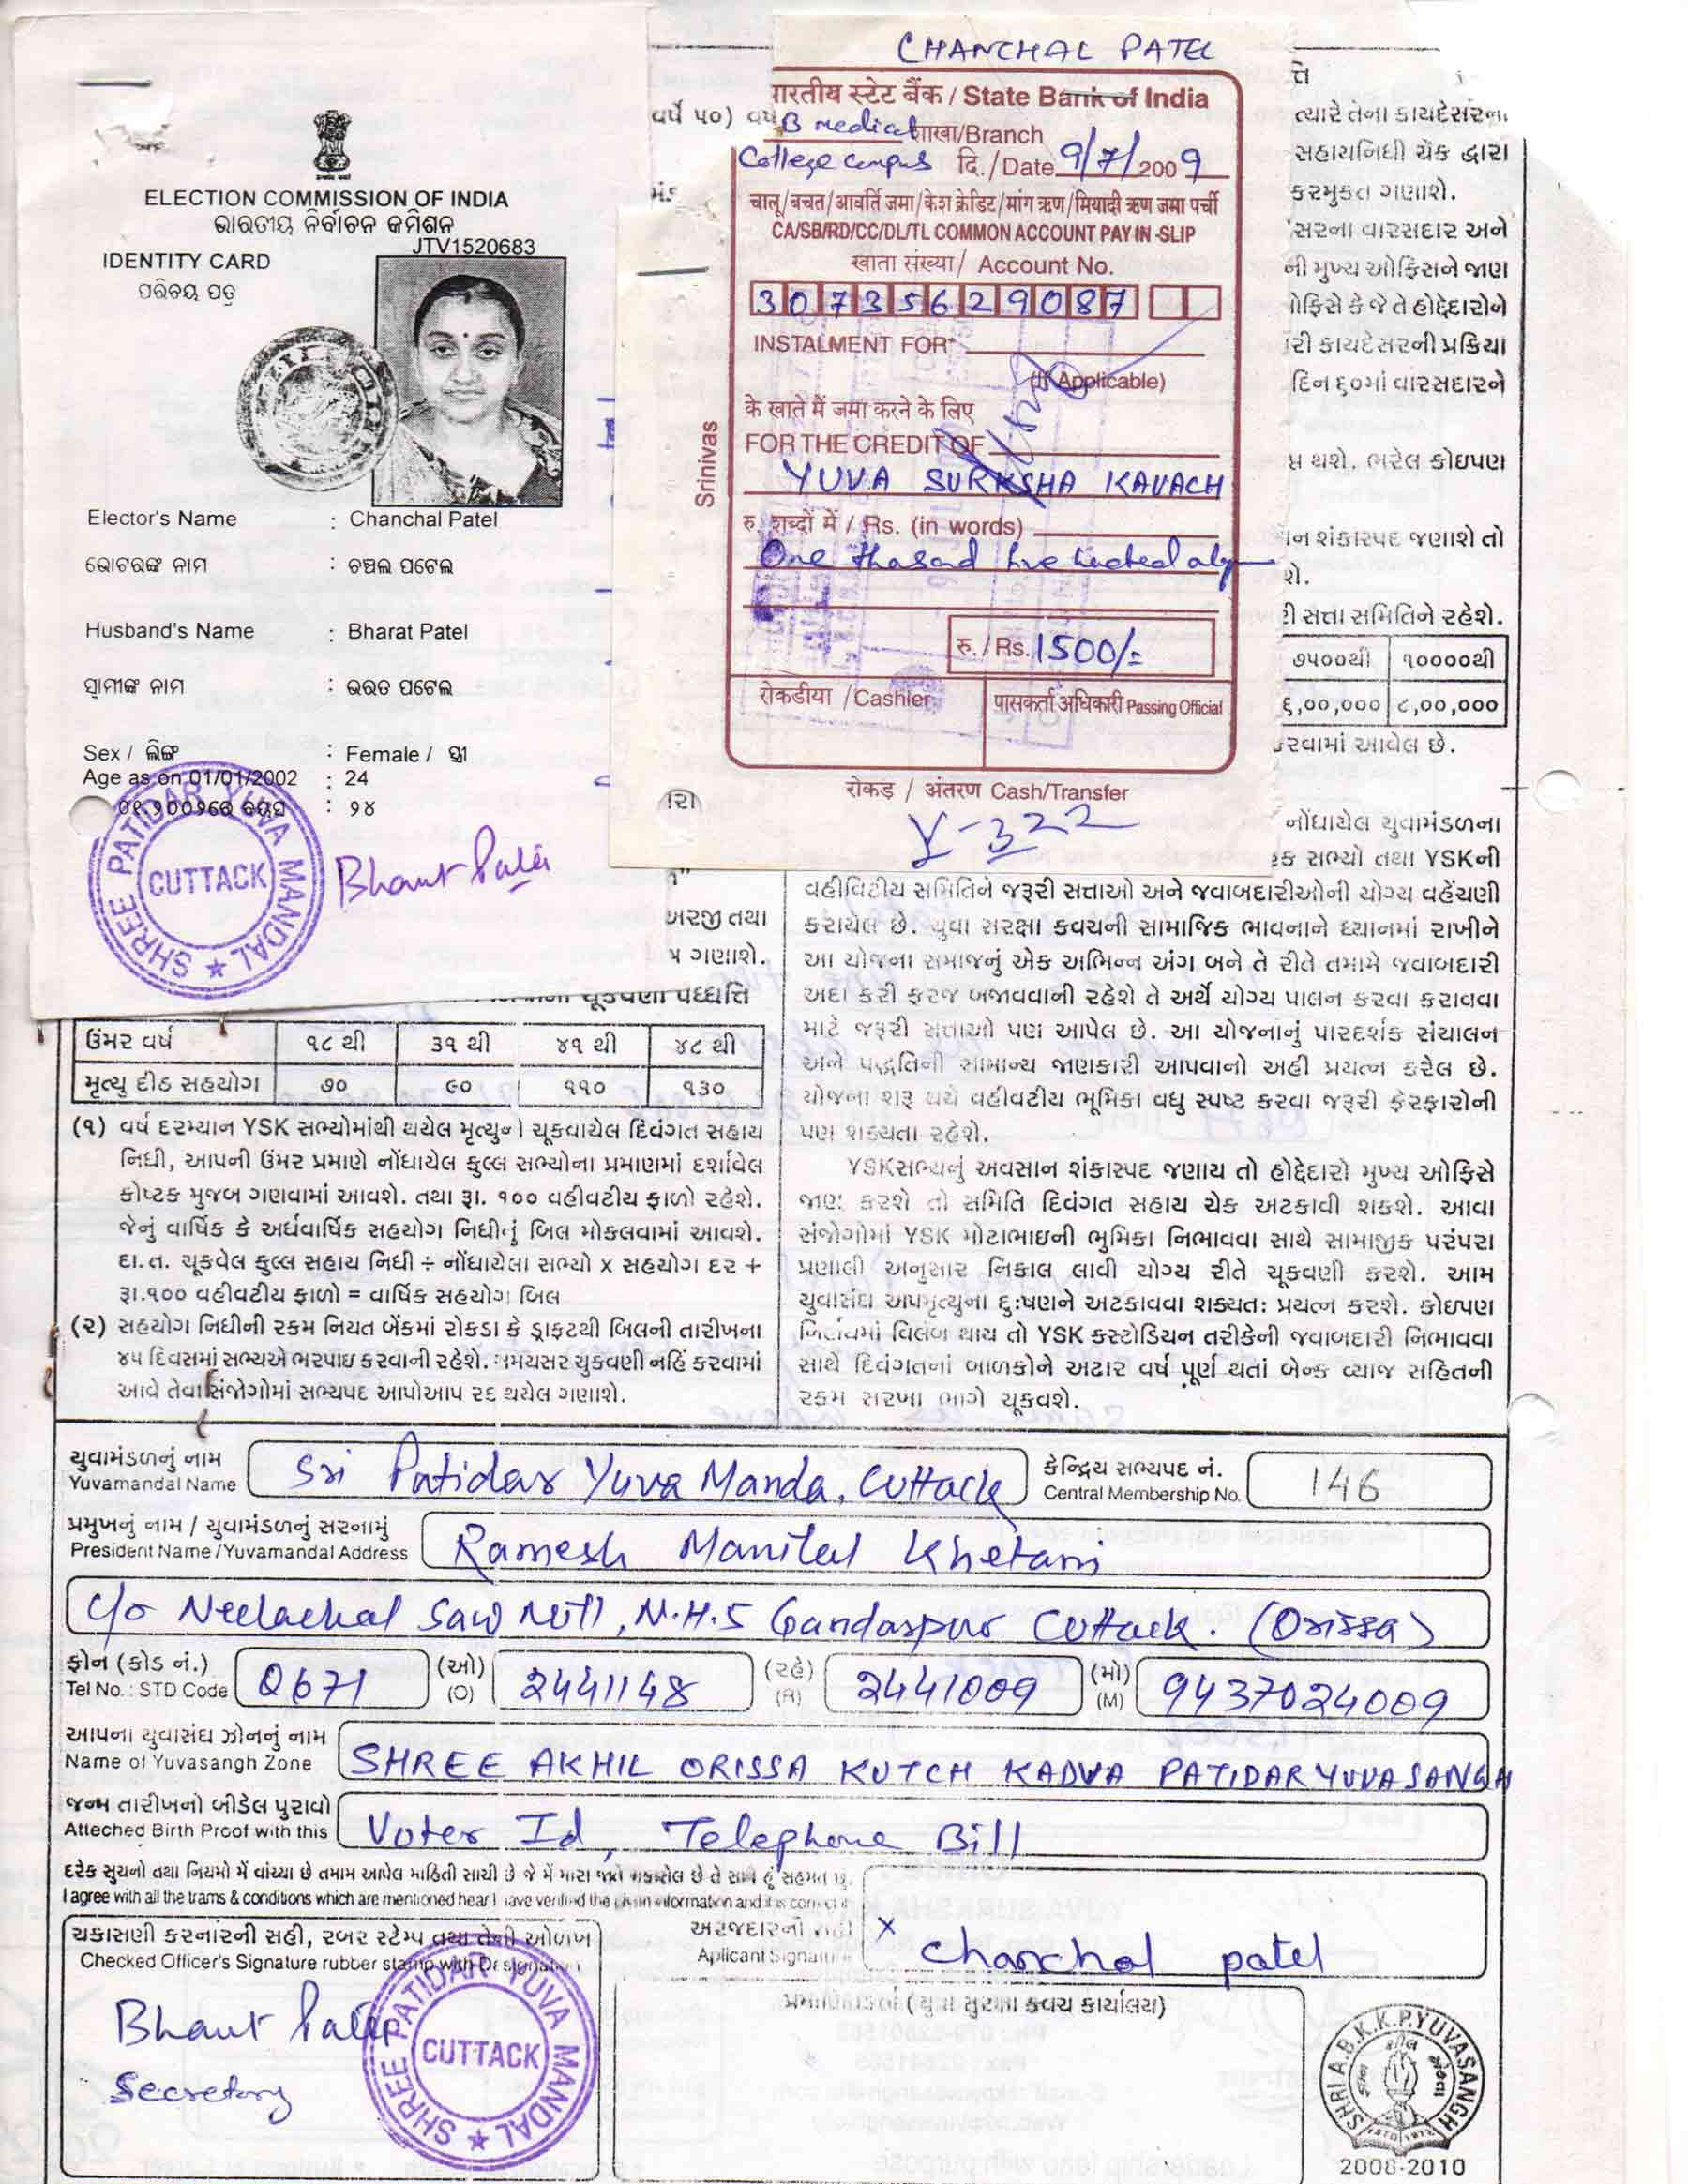 ELECTION COMMISSION OF INDIA
ଭାରତୀୟ ନିର୍ବାଚନ କମିଶନ
JTV1520683
IDENTITY CARD
ପରିଚୟ ପତ୍ର
Elector's Name : Chanchal Patel
ଭୋଟରଙ୍କ ନାମ : ଚଞ୍ଚଲ ପଟେଲ
Husband's Name : Bharat Patel
ସ୍ୱାମୀଙ୍କ ନାମ : ଭରତ ପଟେଲ
Sex / ଲିଙ୍ଗ : Female / ସ୍ତ୍ରୀ
Age as on 01/01/2002 : 24
: ୨୪
SHREE PATIDAR YUVA MANDAL
CUTTACK
Bharat Patel
CHANCHAL PATEL
भारतीय स्टेट बैंक / State Bank of India
B medical शाखा/Branch
College Campus दि./Date 9/7/2009
चालू/बचत/आवर्ति जमा/केश क्रेडिट/मांग ऋण/मियादी ऋण जमा पर्ची
CA/SB/RD/CC/DL/TL COMMON ACCOUNT PAY IN -SLIP
खाता संख्या/ Account No.
30735629087
INSTALMENT FOR*
(If Applicable)
के खाते में जमा करने के लिए
FOR THE CREDIT OF
YUVA SURKSHA KAVACH
रु. शब्दों में / Rs. (in words)
One thasand five hundred
रु. / Rs. 1500/=
रोकडीया /Cashier
पासकर्ता अधिकारी Passing Official
रोकड़ / अंतरण Cash/Transfer
Y-322
Srinivas
વર્ષે ૫૦) વર્ષ
ત્તિ
ત્યારે તેના કાયદેસરના
સહાયનિધી ચેક દ્વારા
કરમુક્ત ગણાશે.
સરના વારસદાર અને
ની મુખ્ય ઓફિસને જાણ
ઓફિસે કે જે તે હોદ્દેદારોને
રી કાયદેસરની પ્રક્રિયા
દિન ૬૦માં વારસદારને
થશે. ભરેલ કોઇપણ
ન શંકાસ્પદ જણાશે તો
શે.
રી સત્તા સમિતિને રહેશે.
૭૫૦૦થી ૧૦૦૦૦થી
૬,૦૦,૦૦૦ ૮,૦૦,૦૦૦
કરવામાં આવેલ છે.
નોંધાયેલ યુવામંડળના
ક સભ્યો તથા YSKની
વહીવટીય સમિતિને જરૂરી સત્તાઓ અને જવાબદારીઓની યોગ્ય વહેંચણી
કરાયેલ છે. યુવા સરક્ષા કવચની સામાજિક ભાવનાને ધ્યાનમાં રાખીને
આ યોજના સમાજનું એક અભિન્ન અંગ બને તે રીતે તમામે જવાબદારી
અદા કરી ફરજ બજાવવાની રહેશે તે અર્થે યોગ્ય પાલન કરવા કરાવવા
માટે જરૂરી સત્તાઓ પણ આપેલ છે. આ યોજનાનું પારદર્શક સંચાલન
અને પદ્ધતિની સામાન્ય જાણકારી આપવાનો અહી પ્રયત્ન કરેલ છે.
યોજના શરૂ થયે વહીવટીય ભૂમિકા વધુ સ્પષ્ટ કરવા જરૂરી ફેરફારોની
પણ શક્યતા રહેશે.
YSKસભ્યનું અવસાન શંકાસ્પદ જણાય તો હોદ્દેદારો મુખ્ય ઓફિસે
જાણ કરશે તો સમિતિ દિવંગત સહાય ચેક અટકાવી શકશે. આવા
સંજોગોમાં YSK મોટાભાઇની ભુમિકા નિભાવવા સાથે સામાજીક પરંપરા
પ્રણાલી અનુસાર નિકાલ લાવી યોગ્ય રીતે ચૂકવણી કરશે. આમ
યુવાસંઘ અપમૃત્યુના દુઃષણને અટકાવવા શક્યતઃ પ્રયત્ન કરશે. કોઇપણ
નિર્ણયમાં વિલંબ થાય તો YSK કસ્ટોડિયન તરીકેની જવાબદારી નિભાવવા
સાથે દિવંગતનાં બાળકોને અઢાર વર્ષ પૂર્ણ થતાં બેન્ક વ્યાજ સહિતની
રકમ સરખા ભાગે ચૂકવશે.
અરજી તથા
ગણાશે.
ચૂકવણી પધ્ધતિ
ઉંમર વર્ષ ૧૮ થી ૩૧ થી ૪૧ થી ૪૮ થી
મૃત્યુ દીઠ સહયોગ ૭૦ ૯૦ ૧૧૦ ૧૩૦
(૧) વર્ષ દરમ્યાન YSK સભ્યોમાંથી થયેલ મૃત્યુની ચૂકવાયેલ દિવંગત સહાય
નિધી, આપની ઉંમર પ્રમાણે નોંધાયેલ કુલ્લ સભ્યોના પ્રમાણમાં દર્શાવેલ
કોષ્ટક મુજબ ગણવામાં આવશે. તથા રૂા. ૧૦૦ વહીવટીય ફાળો રહેશે.
જેનું વાર્ષિક કે અર્ધવાર્ષિક સહયોગ નિધીનું બિલ મોકલવામાં આવશે.
દા.ત. ચૂકવેલ કુલ્લ સહાય નિધી ÷ નોંધાયેલા સભ્યો x સહયોગ દર +
રૂા.૧૦૦ વહીવટીય ફાળો = વાર્ષિક સહયોગ બિલ
(૨) સહયોગ નિધીની રકમ નિયત બેંકમાં રોકડા કે ડ્રાફટથી બિલની તારીખના
૪૫ દિવસમાં સભ્યએ ભરપાઇ કરવાની રહેશે. સમયસર ચુકવણી નહિં કરવામાં
આવે તેવા સંજોગોમાં સભ્યપદ આપોઆપ રદ થયેલ ગણાશે.
યુવામંડળનું નામ
Yuvamandal Name
Sri Patidar Yuva Manda, Cuttack
કેન્દ્રિય સભ્યપદ નં.
Central Membership No.
146
પ્રમુખનું નામ / યુવામંડળનું સરનામું
President Name /Yuvamandal Address
Ramesh Manilal Khetani
C/o Neelachal Saw Mill, N.H.5 Gandarpur Cuttack. (Orissa)
ફોન (કોડ નં.)
Tel No. : STD Code
0671
(ઓ)
(O)
2441148
(રહે)
(R)
2441009
(મો)
(M)
9437024009
આપના યુવાસંઘ ઝોનનું નામ
Name of Yuvasangh Zone
SHREE AKHIL ORISSA KUTCH KADVA PATIDAR YUVA SANGH
જન્મ તારીખનો બીડેલ પુરાવો
Atteched Birth Proof with this
Voter Id, Telephone Bill
દરેક સુચનો તથા નિયમો મેં વાંચ્યા છે તમામ આપેલ માહિતી સાચી છે જે મેં મારા જાતે ચકાસેલ છે તે સાથે હું સહમત છું.
I agree with all the trams & conditions which are mentioned hear I have verified the given information and it is correct
ચકાસણી કરનારની સહી, રબર સ્ટેમ્પ તથા તેની ઓળખ
Checked Officer's Signature rubber stamp with Designation
Bharat Patel
Secretary
SHREE PATIDAR YUVA MANDAL
CUTTACK
અરજદારની સહી
Aplicant Signature
x chanchal patel
(યુવા સુરક્ષા કવચ કાર્યાલય)
SHRI A.B.K.K.P.YUVASANGH
2008-2010